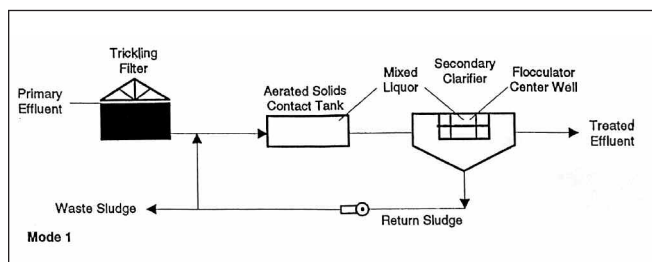 Trickling
Filter
Primary
Effluent
Aerated Solids
Contact Tank
Mixed
Liquor
Secondary
Clarifier
Flocculator
Center Well
Treated
Effluent
Waste Sludge
Return Sludge
Mode 1